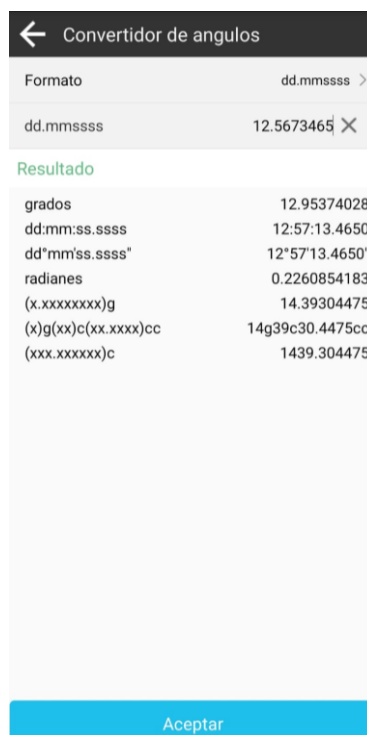 Convertidor de angulos
Formato dd.mmssss
dd.mmssss 12.5673465
Resultado
grados 12.95374028
dd:mm:ss.ssss 12:57:13.4650
dd°mm'ss.ssss" 12°57'13.4650"
radianes 0.2260854183
(x.xxxxxxxx)g 14.39304475
(x)g(xx)c(xx.xxxx)cc 14g39c30.4475cc
(xxx.xxxxxx)c 1439.304475
Aceptar